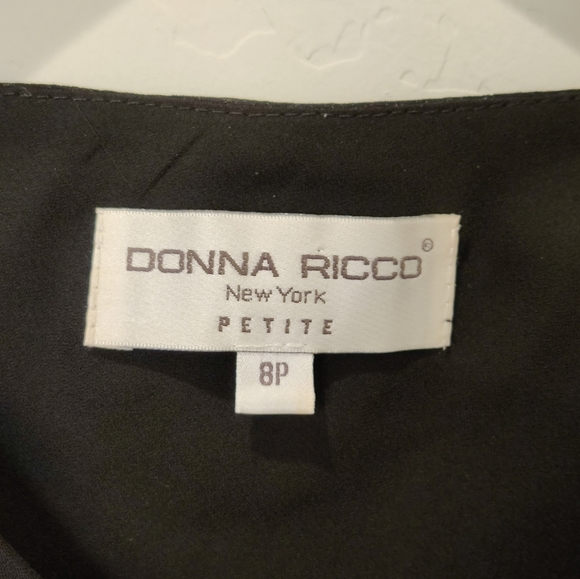 DONNA RICCO®
New York
PETITE
8P